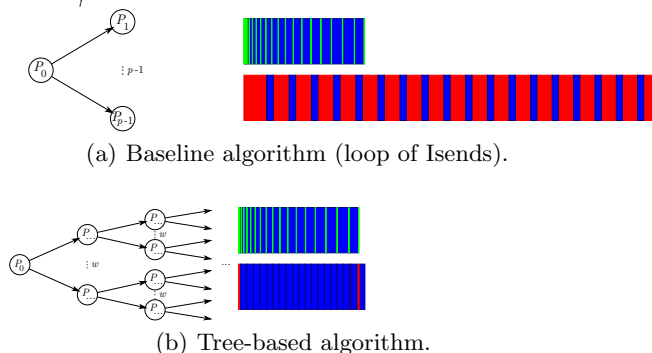 P0
P1
⋮ p-1
Pp-1
(a) Baseline algorithm (loop of Isends).
P0
P...
P...
⋮ w
P...
P...
⋮ w
P...
P...
⋮ w
P...
...
(b) Tree-based algorithm.